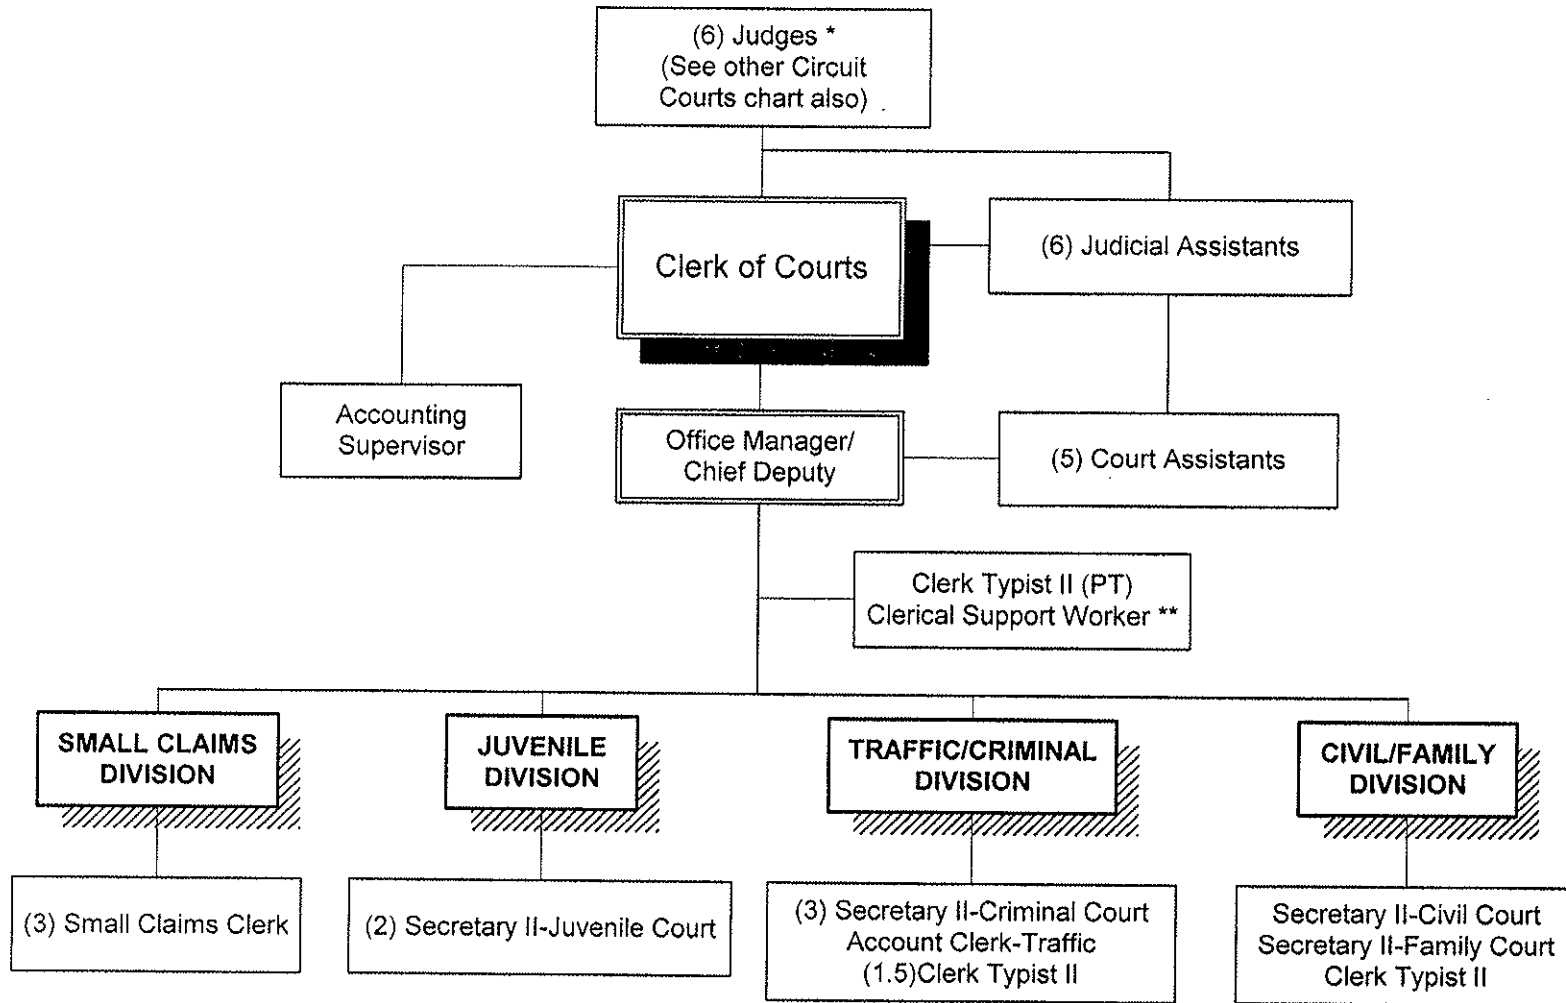 (6) Judges *
(See other Circuit
Courts chart also)
Clerk of Courts
(6) Judicial Assistants
Accounting
Supervisor
Office Manager/
Chief Deputy
(5) Court Assistants
Clerk Typist II (PT)
Clerical Support Worker **
SMALL CLAIMS
DIVISION
JUVENILE
DIVISION
TRAFFIC/CRIMINAL
DIVISION
CIVIL/FAMILY
DIVISION
(3) Small Claims Clerk
(2) Secretary II-Juvenile Court
(3) Secretary II-Criminal Court
Account Clerk-Traffic
(1.5)Clerk Typist II
Secretary II-Civil Court
Secretary II-Family Court
Clerk Typist II